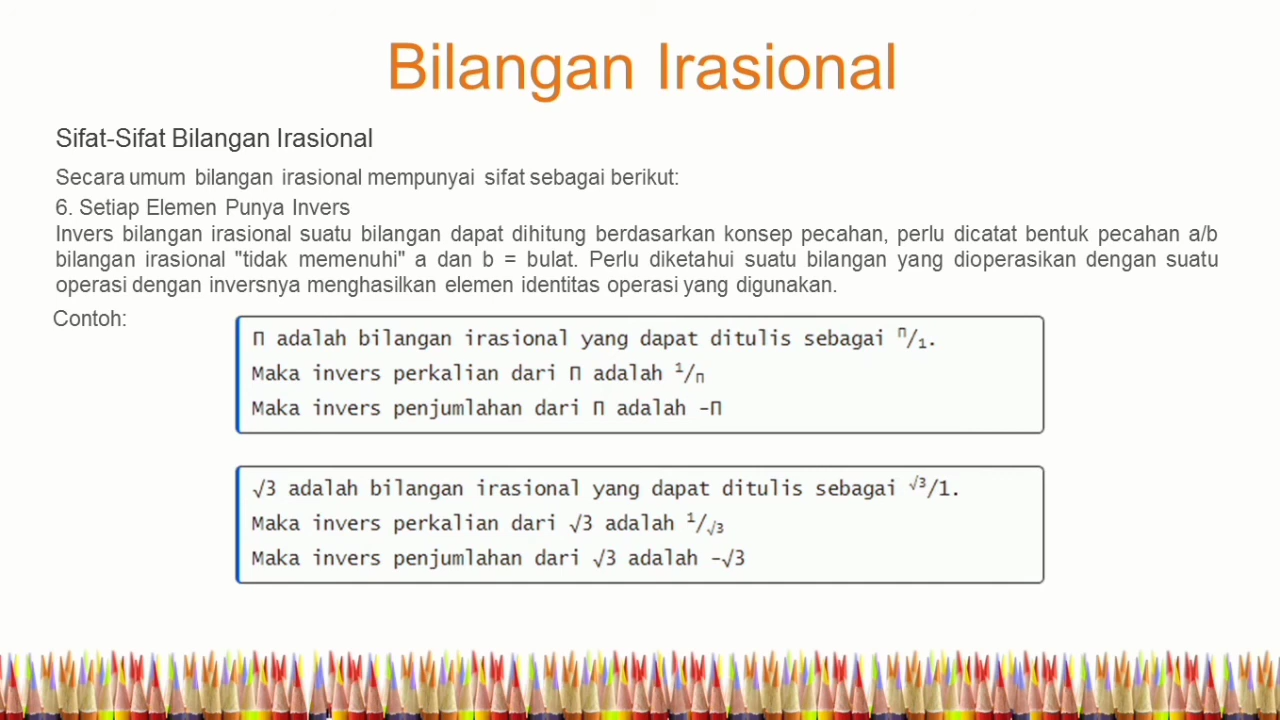 Bilangan Irasional
Sifat-Sifat Bilangan Irasional
Secara umum bilangan irasional mempunyai sifat sebagai berikut:
6. Setiap Elemen Punya Invers
Invers bilangan irasional suatu bilangan dapat dihitung berdasarkan konsep pecahan, perlu dicatat bentuk pecahan a/b
bilangan irasional "tidak memenuhi" a dan b = bulat. Perlu diketahui suatu bilangan yang dioperasikan dengan suatu
operasi dengan inversnya menghasilkan elemen identitas operasi yang digunakan.
Contoh:
Π adalah bilangan irasional yang dapat ditulis sebagai Π/1.
Maka invers perkalian dari Π adalah 1/Π
Maka invers penjumlahan dari Π adalah -Π
√3 adalah bilangan irasional yang dapat ditulis sebagai √3/1.
Maka invers perkalian dari √3 adalah 1/√3
Maka invers penjumlahan dari √3 adalah -√3